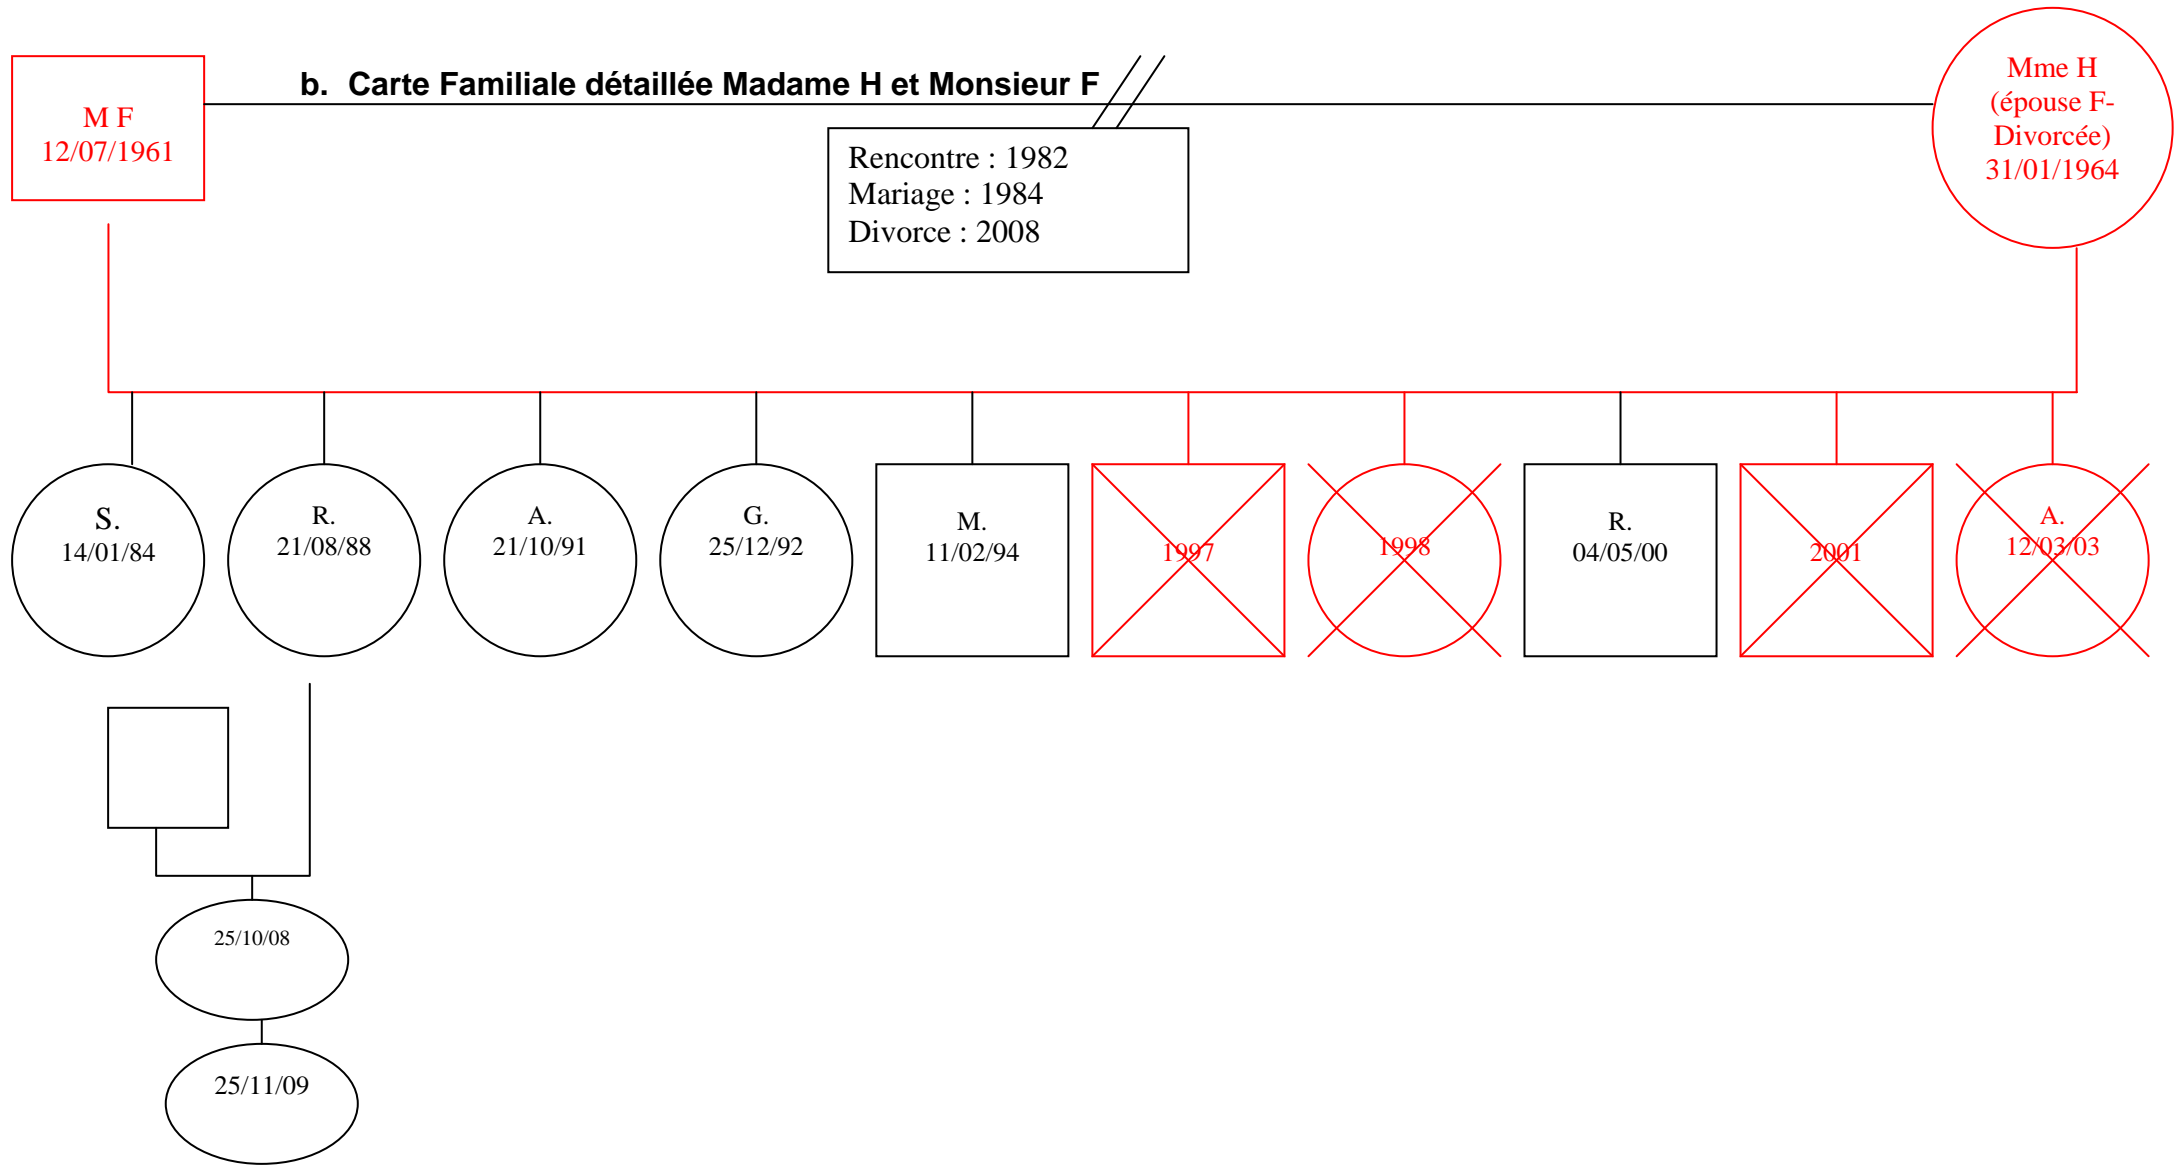 b. Carte Familiale détaillée Madame H et Monsieur F
M F
12/07/1961
Mme H
(épouse F-
Divorcée)
31/01/1964
Rencontre : 1982
Mariage : 1984
Divorce : 2008
S.
14/01/84
R.
21/08/88
A.
21/10/91
G.
25/12/92
M.
11/02/94
1997
1998
R.
04/05/00
2001
A.
12/03/03
25/10/08
25/11/09